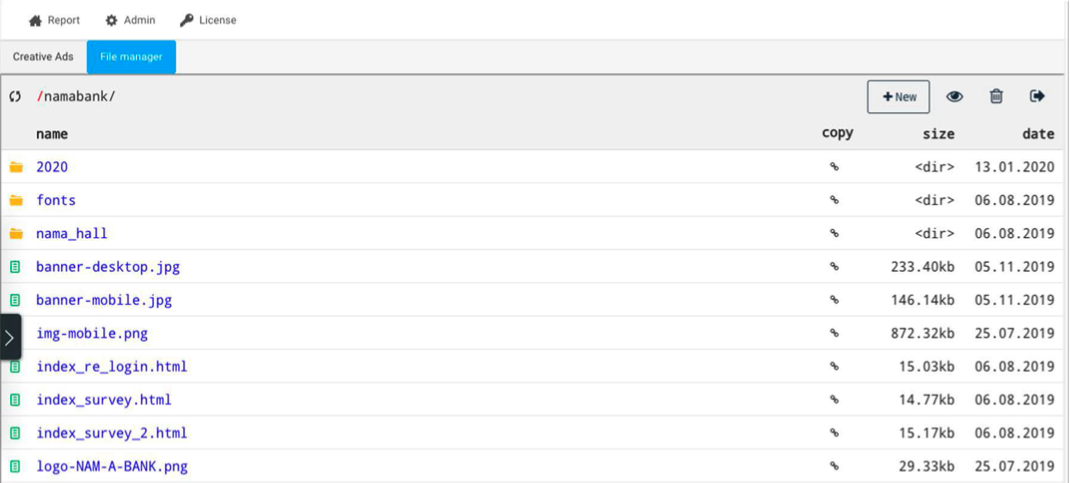 Report Admin License
Creative Ads File manager
/namabank/ +New
name copy size date
2020 <dir> 13.01.2020
fonts <dir> 06.08.2019
nama_hall <dir> 06.08.2019
banner-desktop.jpg 233.40kb 05.11.2019
banner-mobile.jpg 146.14kb 05.11.2019
img-mobile.png 872.32kb 25.07.2019
index_re_login.html 15.03kb 06.08.2019
index_survey.html 14.77kb 06.08.2019
index_survey_2.html 15.17kb 06.08.2019
logo-NAM-A-BANK.png 29.33kb 25.07.2019